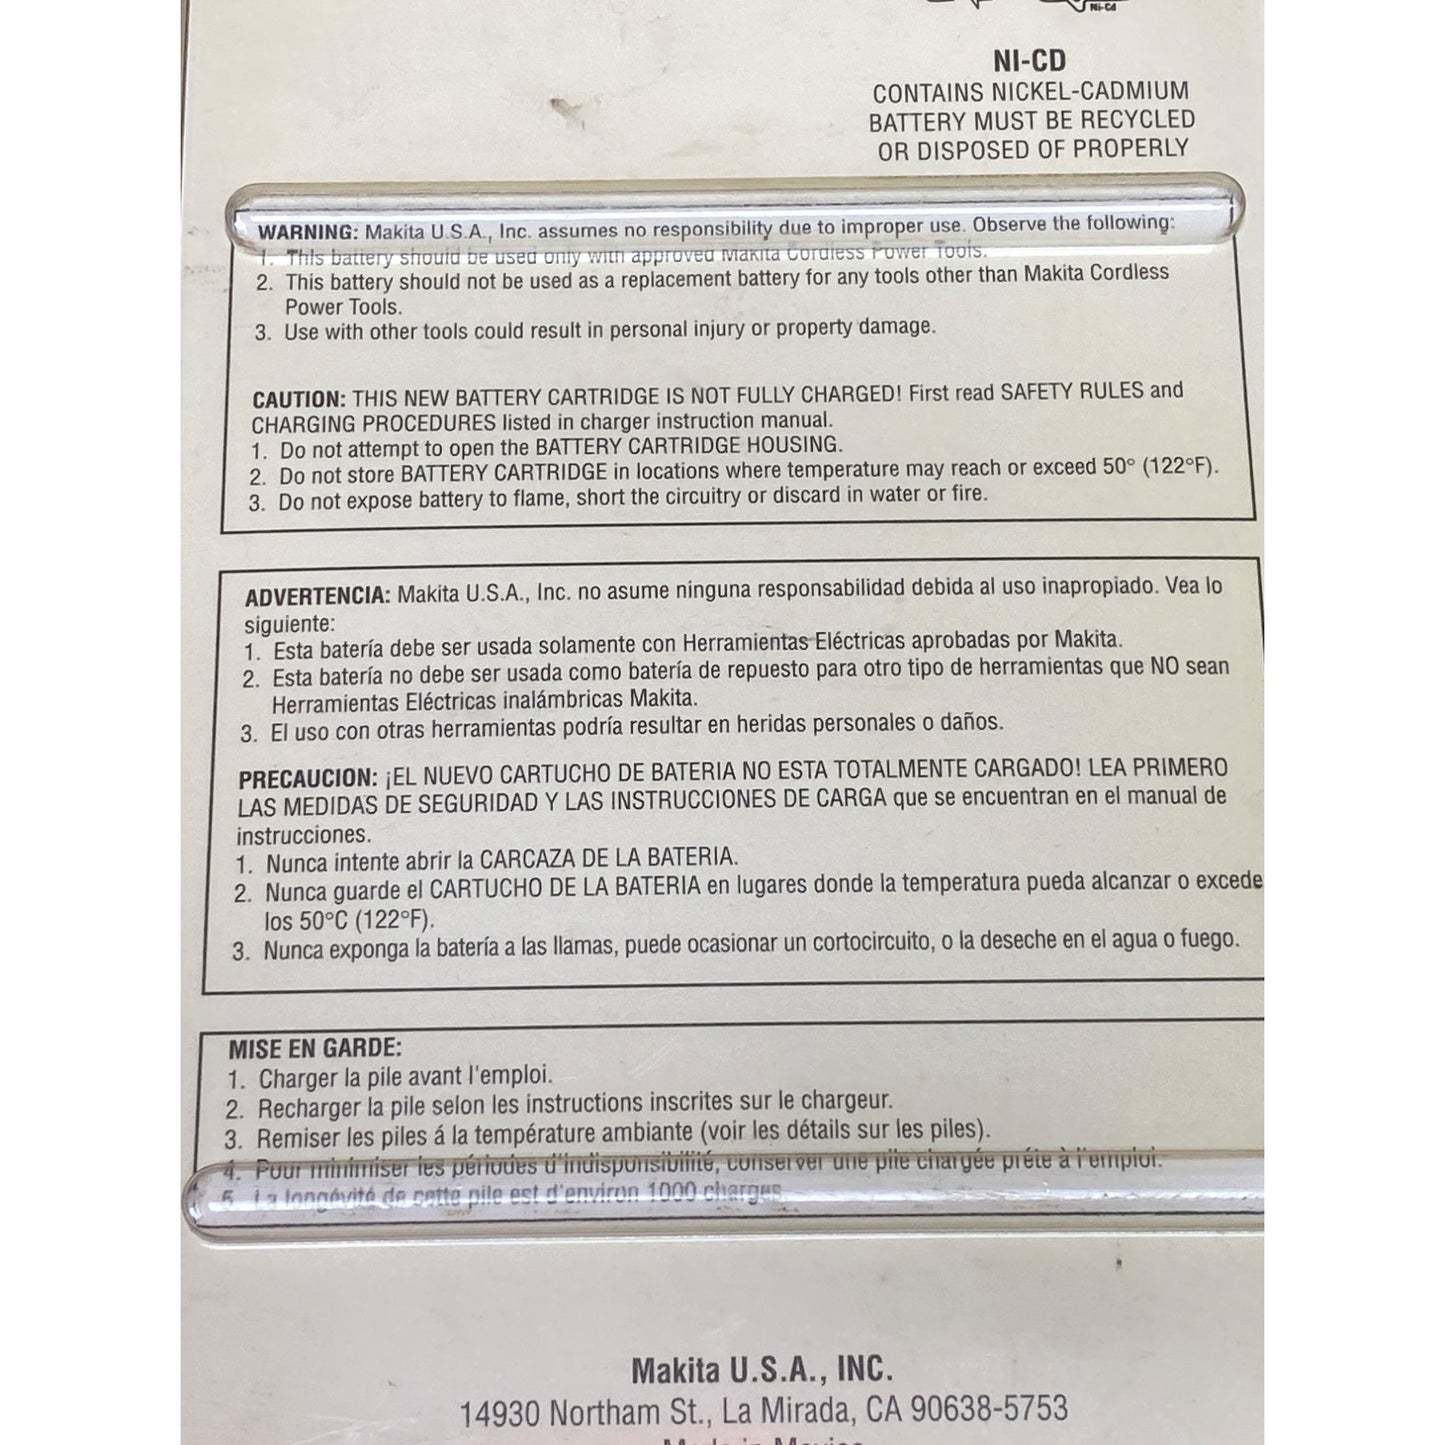 Ni-Cd
NI-CD
CONTAINS NICKEL-CADMIUM
BATTERY MUST BE RECYCLED
OR DISPOSED OF PROPERLY
WARNING: Makita U.S.A., Inc. assumes no responsibility due to improper use. Observe the following:
1. This battery should be used only with approved Makita Cordless Power Tools.
2. This battery should not be used as a replacement battery for any tools other than Makita Cordless
Power Tools.
3. Use with other tools could result in personal injury or property damage.
CAUTION: THIS NEW BATTERY CARTRIDGE IS NOT FULLY CHARGED! First read SAFETY RULES and
CHARGING PROCEDURES listed in charger instruction manual.
1. Do not attempt to open the BATTERY CARTRIDGE HOUSING.
2. Do not store BATTERY CARTRIDGE in locations where temperature may reach or exceed 50° (122°F).
3. Do not expose battery to flame, short the circuitry or discard in water or fire.
ADVERTENCIA: Makita U.S.A., Inc. no asume ninguna responsabilidad debida al uso inapropiado. Vea lo
siguiente:
1. Esta batería debe ser usada solamente con Herramientas Eléctricas aprobadas por Makita.
2. Esta batería no debe ser usada como batería de repuesto para otro tipo de herramientas que NO sean
Herramientas Eléctricas inalámbricas Makita.
3. El uso con otras herramientas podría resultar en heridas personales o daños.
PRECAUCION: ¡EL NUEVO CARTUCHO DE BATERIA NO ESTA TOTALMENTE CARGADO! LEA PRIMERO
LAS MEDIDAS DE SEGURIDAD Y LAS INSTRUCCIONES DE CARGA que se encuentran en el manual de
instrucciones.
1. Nunca intente abrir la CARCAZA DE LA BATERIA.
2. Nunca guarde el CARTUCHO DE LA BATERIA en lugares donde la temperatura pueda alcanzar o excede
los 50°C (122°F).
3. Nunca exponga la batería a las llamas, puede ocasionar un cortocircuito, o la deseche en el agua o fuego.
MISE EN GARDE:
1. Charger la pile avant l'emploi.
2. Recharger la pile selon les instructions inscrites sur le chargeur.
3. Remiser les piles á la température ambiante (voir les détails sur les piles).
4. Pour minimiser les périodes d'indisponsibilité, conserver une pile chargée prête à l'emploi.
5. La longévité de cette pile est d'environ 1000 charges
Makita U.S.A., INC.
14930 Northam St., La Mirada, CA 90638-5753
Made in Mexico